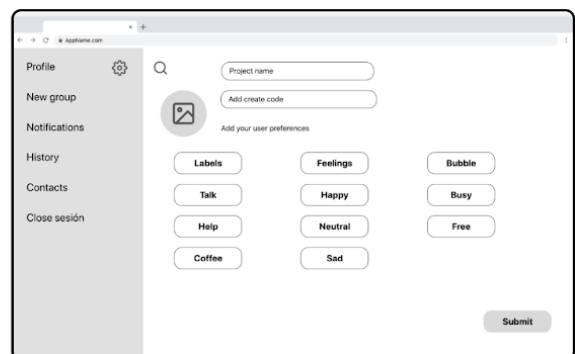 AppName.com
Profile
New group
Notifications
History
Contacts
Close sesión
Project name
Add create code
Add your user preferences
Labels Feelings Bubble
Talk Happy Busy
Help Neutral Free
Coffee Sad
Submit